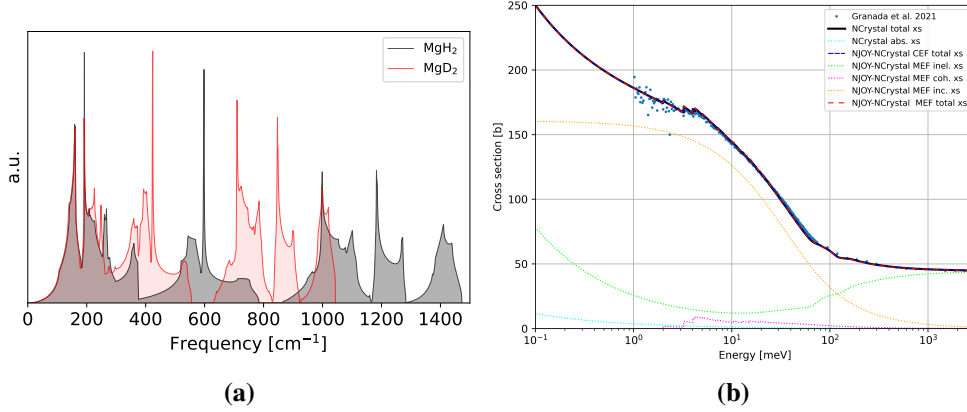 MgH₂
MgD₂
a.u.
0 200 400 600 800 1000 1200 1400
Frequency [cm⁻¹]
(a)
250
200
150
100
50
0
Cross section [b]
Granada et al. 2021
NCrystal total xs
NCrystal abs. xs
NJOY-NCrystal CEF total xs
NJOY-NCrystal MEF inel. xs
NJOY-NCrystal MEF coh. xs
NJOY-NCrystal MEF inc. xs
NJOY-NCrystal MEF total xs
10⁻¹ 10⁰ 10¹ 10² 10³
Energy [meV]
(b)